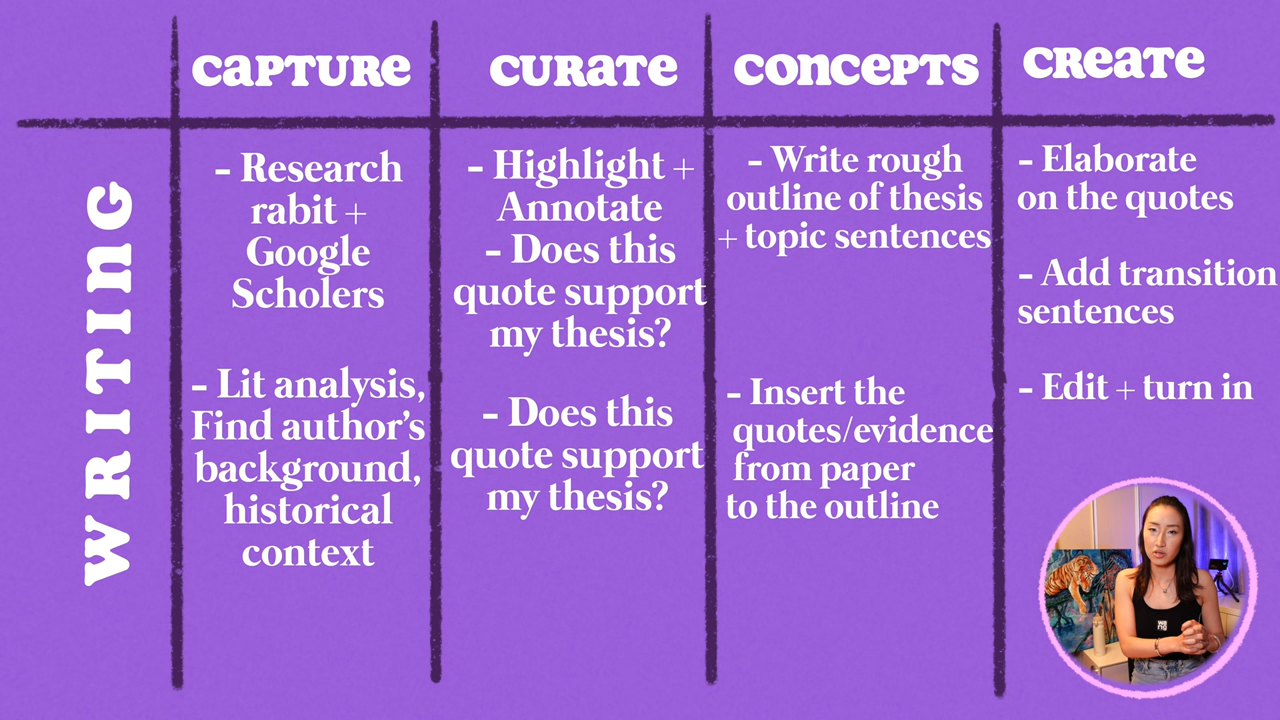 CAPTURE
CURATE
CONCEPTS
CREATE
WRITING
- Research
rabit +
Google
Scholers
- Lit analysis,
Find author's
background,
historical
context
- Highlight +
Annotate
- Does this
quote support
my thesis?
- Does this
quote support
my thesis?
- Write rough
outline of thesis
+ topic sentences
- Insert the
quotes/evidence
from paper
to the outline
- Elaborate
on the quotes
- Add transition
sentences
- Edit + turn in